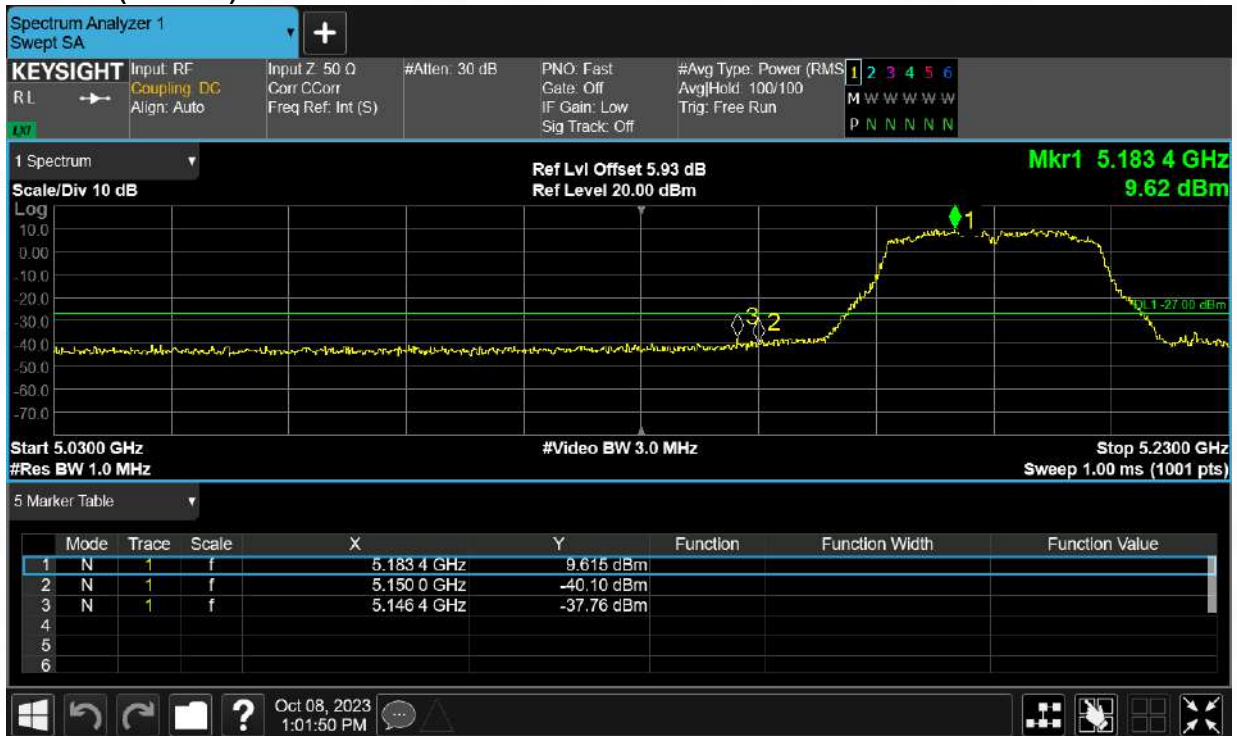 Spectrum Analyzer 1
Swept SA
+
KEYSIGHT Input: RF Input Z: 50 Ω #Atten: 30 dB PNO: Fast #Avg Type: Power (RMS 1 2 3 4 5 6
RL Coupling: DC Corr CCorr Gate: Off Avg|Hold: 100/100 M W W W W W
Align: Auto Freq Ref: Int (S) IF Gain: Low Trig: Free Run
LXI Sig Track: Off P N N N N N
1 Spectrum Ref Lvl Offset 5.93 dB Mkr1 5.183 4 GHz
Scale/Div 10 dB Ref Level 20.00 dBm 9.62 dBm
Log
1
10.0
0.00
-10.0
-20.0
DL1 -27.00 dBm
-30.0
3 2
-40.0
-50.0
-60.0
-70.0
Start 5.0300 GHz #Video BW 3.0 MHz Stop 5.2300 GHz
#Res BW 1.0 MHz Sweep 1.00 ms (1001 pts)
5 Marker Table
Mode Trace Scale X Y Function Function Width Function Value
1 N 1 f 5.183 4 GHz 9.615 dBm
2 N 1 f 5.150 0 GHz -40.10 dBm
3 N 1 f 5.146 4 GHz -37.76 dBm
4
5
6
? Oct 08, 2023
1:01:50 PM